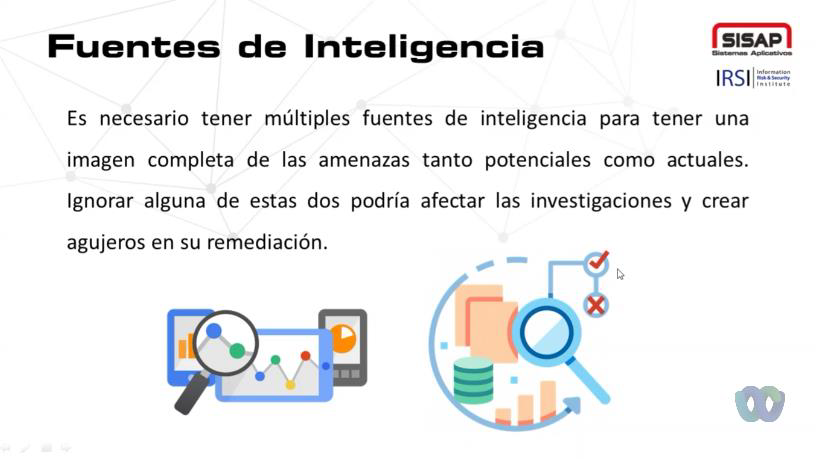 Fuentes de Inteligencia
SISAP
Sistemas Aplicativos
IRSI
Information
Risk & Security
Institute
Es necesario tener múltiples fuentes de inteligencia para tener una
imagen completa de las amenazas tanto potenciales como actuales.
Ignorar alguna de estas dos podría afectar las investigaciones y crear
agujeros en su remediación.